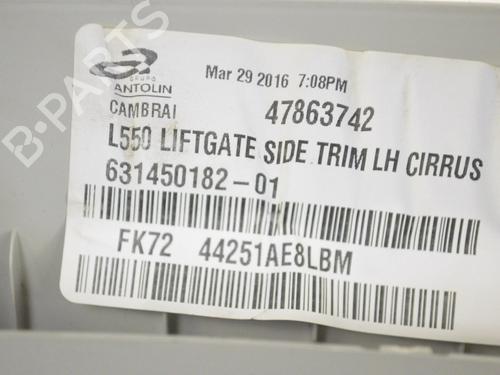 B-PARTS
GRUPO
ANTOLIN
CAMBRAI
Mar 29 2016 7:08PM
47863742
L550 LIFTGATE SIDE TRIM LH CIRRUS
631450182-01
FK72 44251AE8LBM